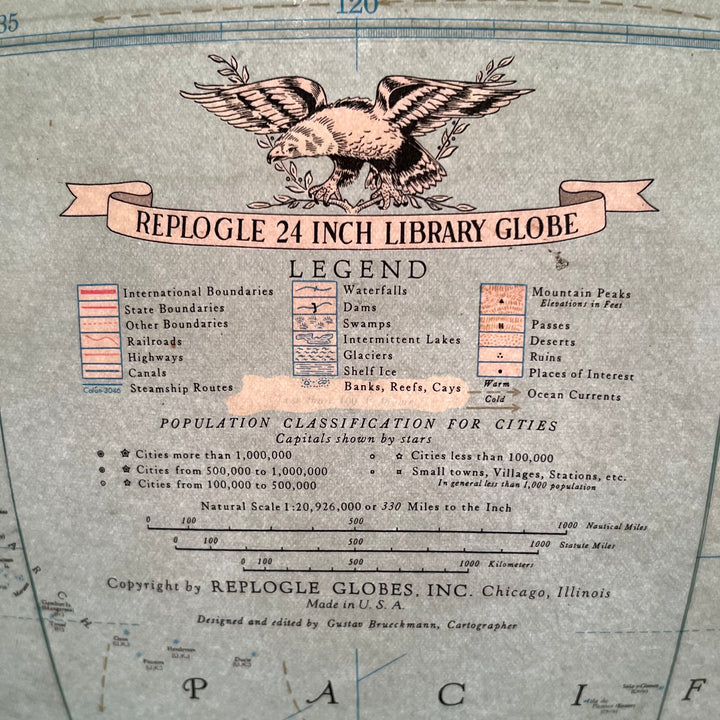 85
120
REPLOGLE 24 INCH LIBRARY GLOBE
LEGEND
International Boundaries
State Boundaries
Other Boundaries
Railroads
Highways
Canals
Colon-3046 Steamship Routes
Waterfalls
Dams
Swamps
Intermittent Lakes
Glaciers
Shelf Ice
Banks, Reefs, Cays
Mountain Peaks
Elevations in Feet
Passes
Deserts
Ruins
Places of Interest
Warm
Cold
Ocean Currents
POPULATION CLASSIFICATION FOR CITIES
Capitals shown by stars
Cities more than 1,000,000
Cities from 500,000 to 1,000,000
Cities from 100,000 to 500,000
Cities less than 100,000
Small towns, Villages, Stations, etc.
In general less than 1,000 population
Natural Scale 1:20,926,000 or 330 Miles to the Inch
0 100 500 1000 Nautical Miles
0 100 500 1000 Statute Miles
0 100 500 1000 Kilometers
Copyright by REPLOGLE GLOBES, INC. Chicago, Illinois
Made in U. S. A.
Designed and edited by Gustav Brueckmann, Cartographer
A R C H
Oeno
(U.K.)
Henderson
(U.K.)
Ducie
(U.K.)
P A C I F